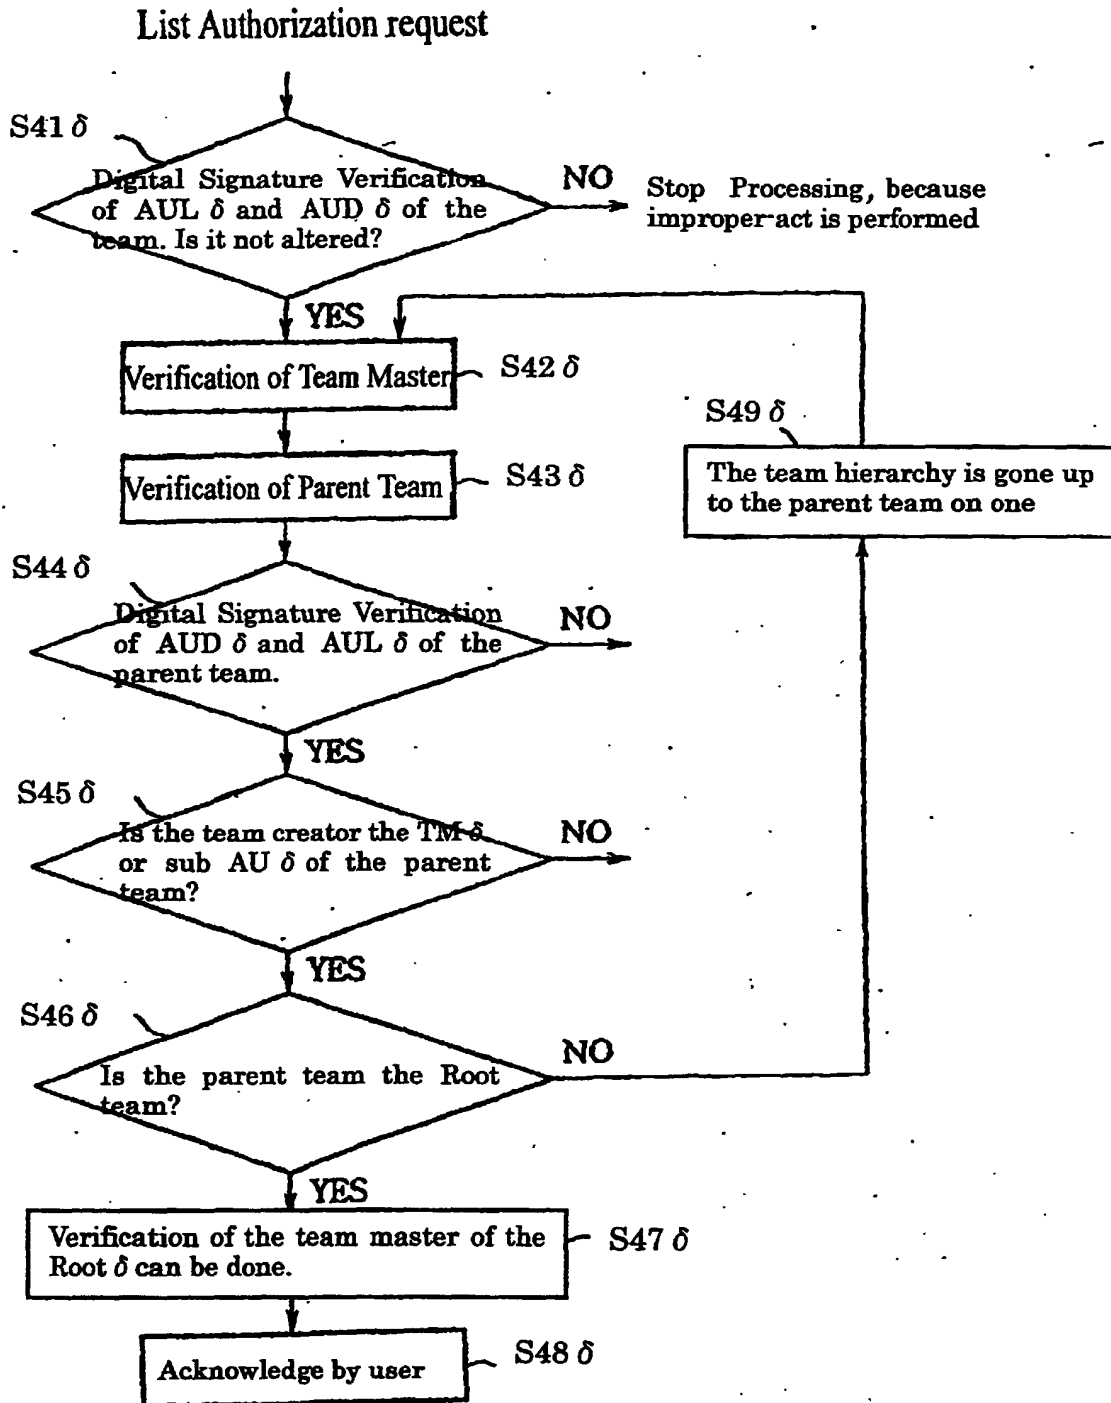 List Authorization request
S41 δ
Digital Signature Verification
of AUL δ and AUD δ of the
team. Is it not altered?
NO
Stop Processing, because
improper-act is performed
YES
Verification of Team Master
S42 δ
S49 δ
The team hierarchy is gone up
to the parent team on one
Verification of Parent Team
S43 δ
S44 δ
Digital Signature Verification
of AUD δ and AUL δ of the
parent team.
NO
YES
S45 δ
Is the team creator the TM δ
or sub AU δ of the parent
team?
NO
YES
S46 δ
Is the parent team the Root
team?
NO
YES
Verification of the team master of the
Root δ can be done.
S47 δ
Acknowledge by user
S48 δ